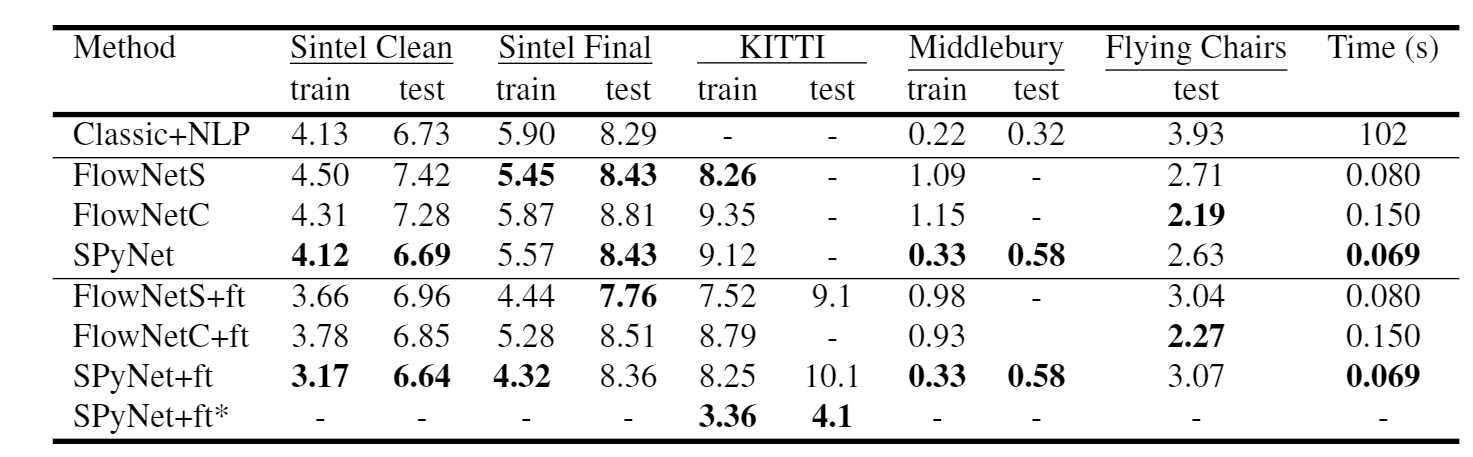 Method Sintel Clean Sintel Final KITTI Middlebury Flying Chairs Time (s)
train test train test train test train test test
Classic+NLP 4.13 6.73 5.90 8.29 - - 0.22 0.32 3.93 102
FlowNetS 4.50 7.42 5.45 8.43 8.26 - 1.09 - 2.71 0.080
FlowNetC 4.31 7.28 5.87 8.81 9.35 - 1.15 - 2.19 0.150
SPyNet 4.12 6.69 5.57 8.43 9.12 - 0.33 0.58 2.63 0.069
FlowNetS+ft 3.66 6.96 4.44 7.76 7.52 9.1 0.98 - 3.04 0.080
FlowNetC+ft 3.78 6.85 5.28 8.51 8.79 - 0.93 2.27 0.150
SPyNet+ft 3.17 6.64 4.32 8.36 8.25 10.1 0.33 0.58 3.07 0.069
SPyNet+ft* - - - - 3.36 4.1 - - - -